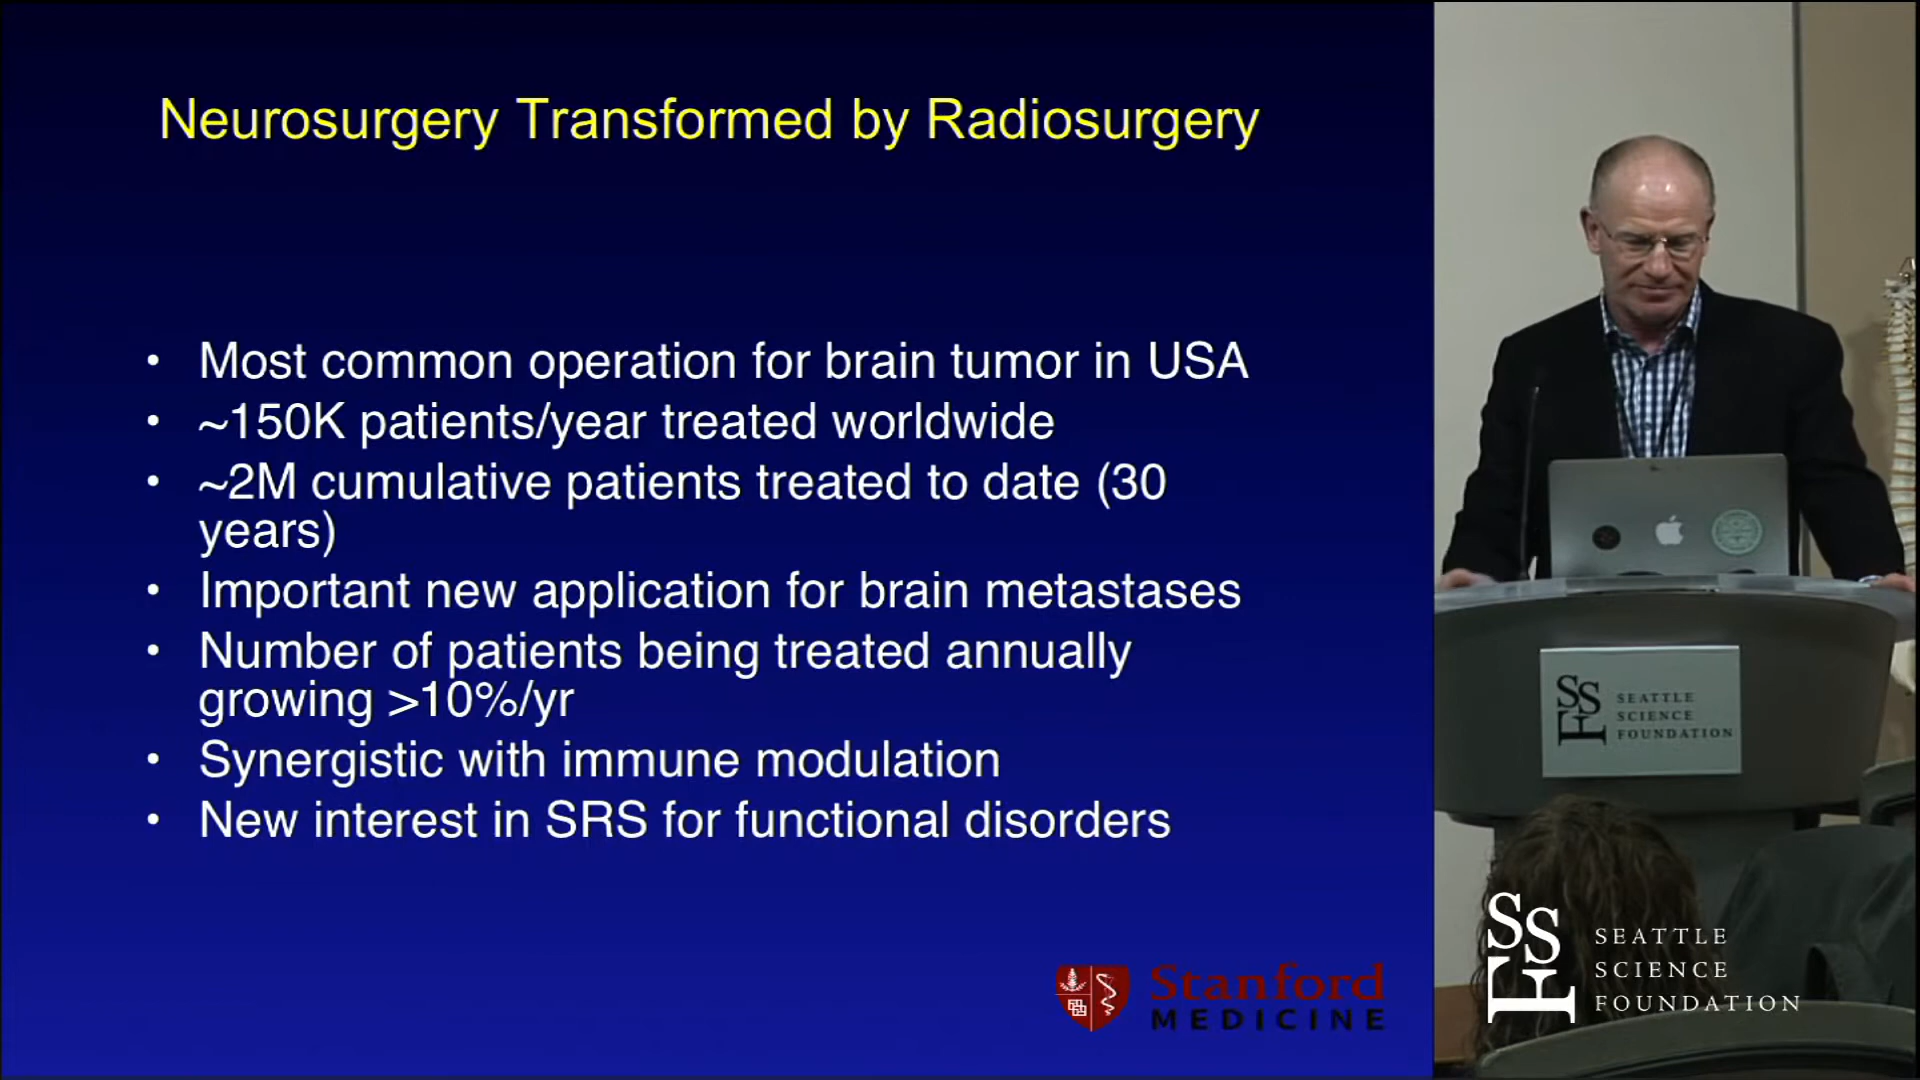 Neurosurgery Transformed by Radiosurgery
• Most common operation for brain tumor in USA
• ~150K patients/year treated worldwide
• ~2M cumulative patients treated to date (30
years)
• Important new application for brain metastases
• Number of patients being treated annually
growing >10%/yr
• Synergistic with immune modulation
• New interest in SRS for functional disorders
Stanford
MEDICINE
SSF
SEATTLE
SCIENCE
FOUNDATION
SSF
SEATTLE
SCIENCE
FOUNDATION